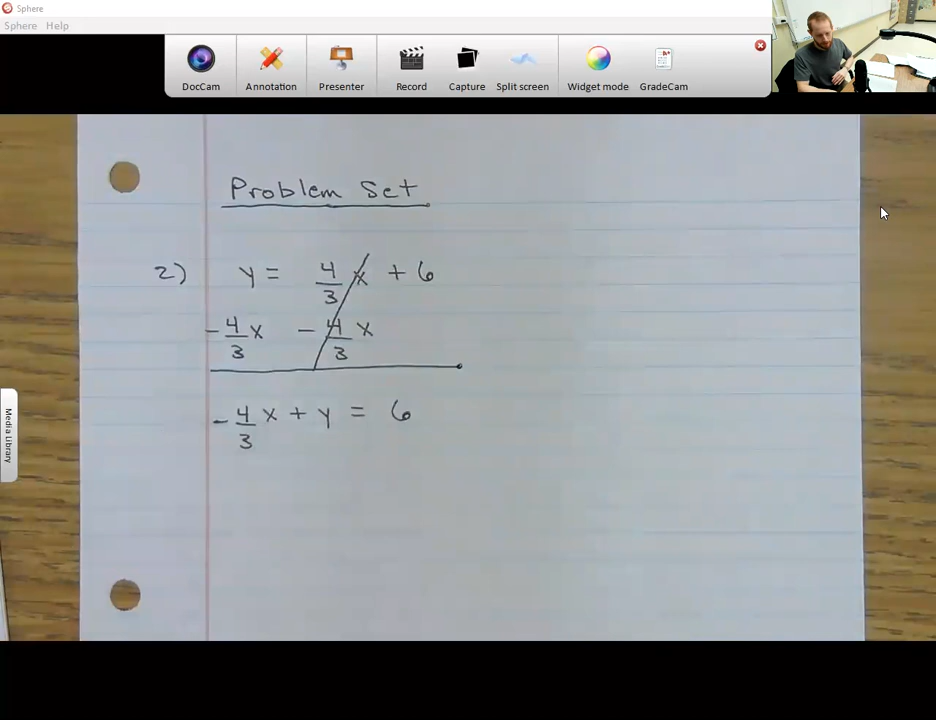 Sphere
Sphere Help
DocCam Annotation Presenter Record Capture Split screen Widget mode GradeCam
Media Library
Problem Set
2) y = 4/3 x + 6
- 4/3 x - 4/3 x
- 4/3 x + y = 6